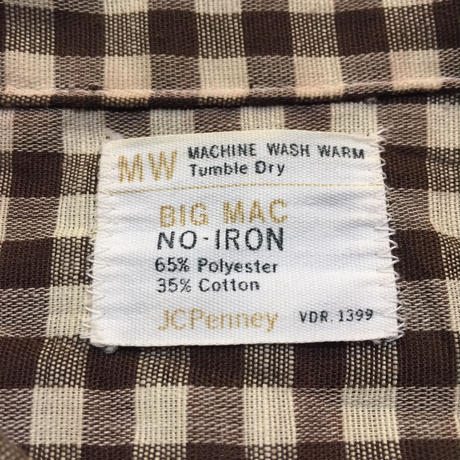 MW MACHINE WASH WARM
Tumble Dry
BIG MAC
NO-IRON
65% Polyester
35% Cotton
JCPenney VDR. 1399